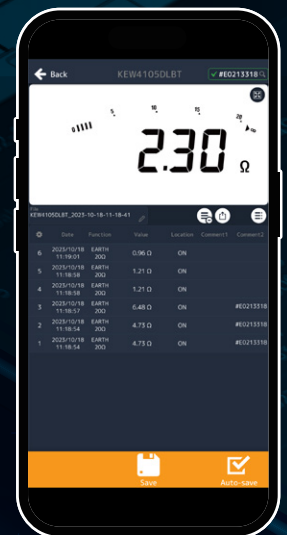 Back KEW4105DLBT #E0213318
0 5 10 15 20 ∞
2.30 Ω
File
KEW4105DLBT_2023-10-18-11-18-41
Date Function Value Location Comment1 Comment2
6 2023/10/18 11:19:01 EARTH 20Ω 0.96 Ω ON
5 2023/10/18 11:18:58 EARTH 20Ω 1.21 Ω ON
4 2023/10/18 11:18:58 EARTH 20Ω 1.21 Ω ON
3 2023/10/18 11:18:57 EARTH 20Ω 6.48 Ω ON #E0213318
2 2023/10/18 11:18:54 EARTH 20Ω 4.73 Ω ON #E0213318
1 2023/10/18 11:18:54 EARTH 20Ω 4.73 Ω ON #E0213318
Save Auto-save